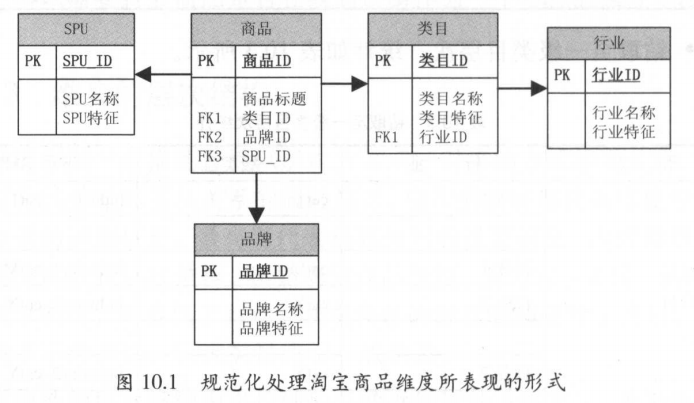 SPU
PK SPU_ID
SPU名称
SPU特征
商品
PK 商品ID
商品标题
FK1 类目ID
FK2 品牌ID
FK3 SPU_ID
类目
PK 类目ID
类目名称
类目特征
FK1 行业ID
行业
PK 行业ID
行业名称
行业特征
品牌
PK 品牌ID
品牌名称
品牌特征
图 10.1 规范化处理淘宝商品维度所表现的形式